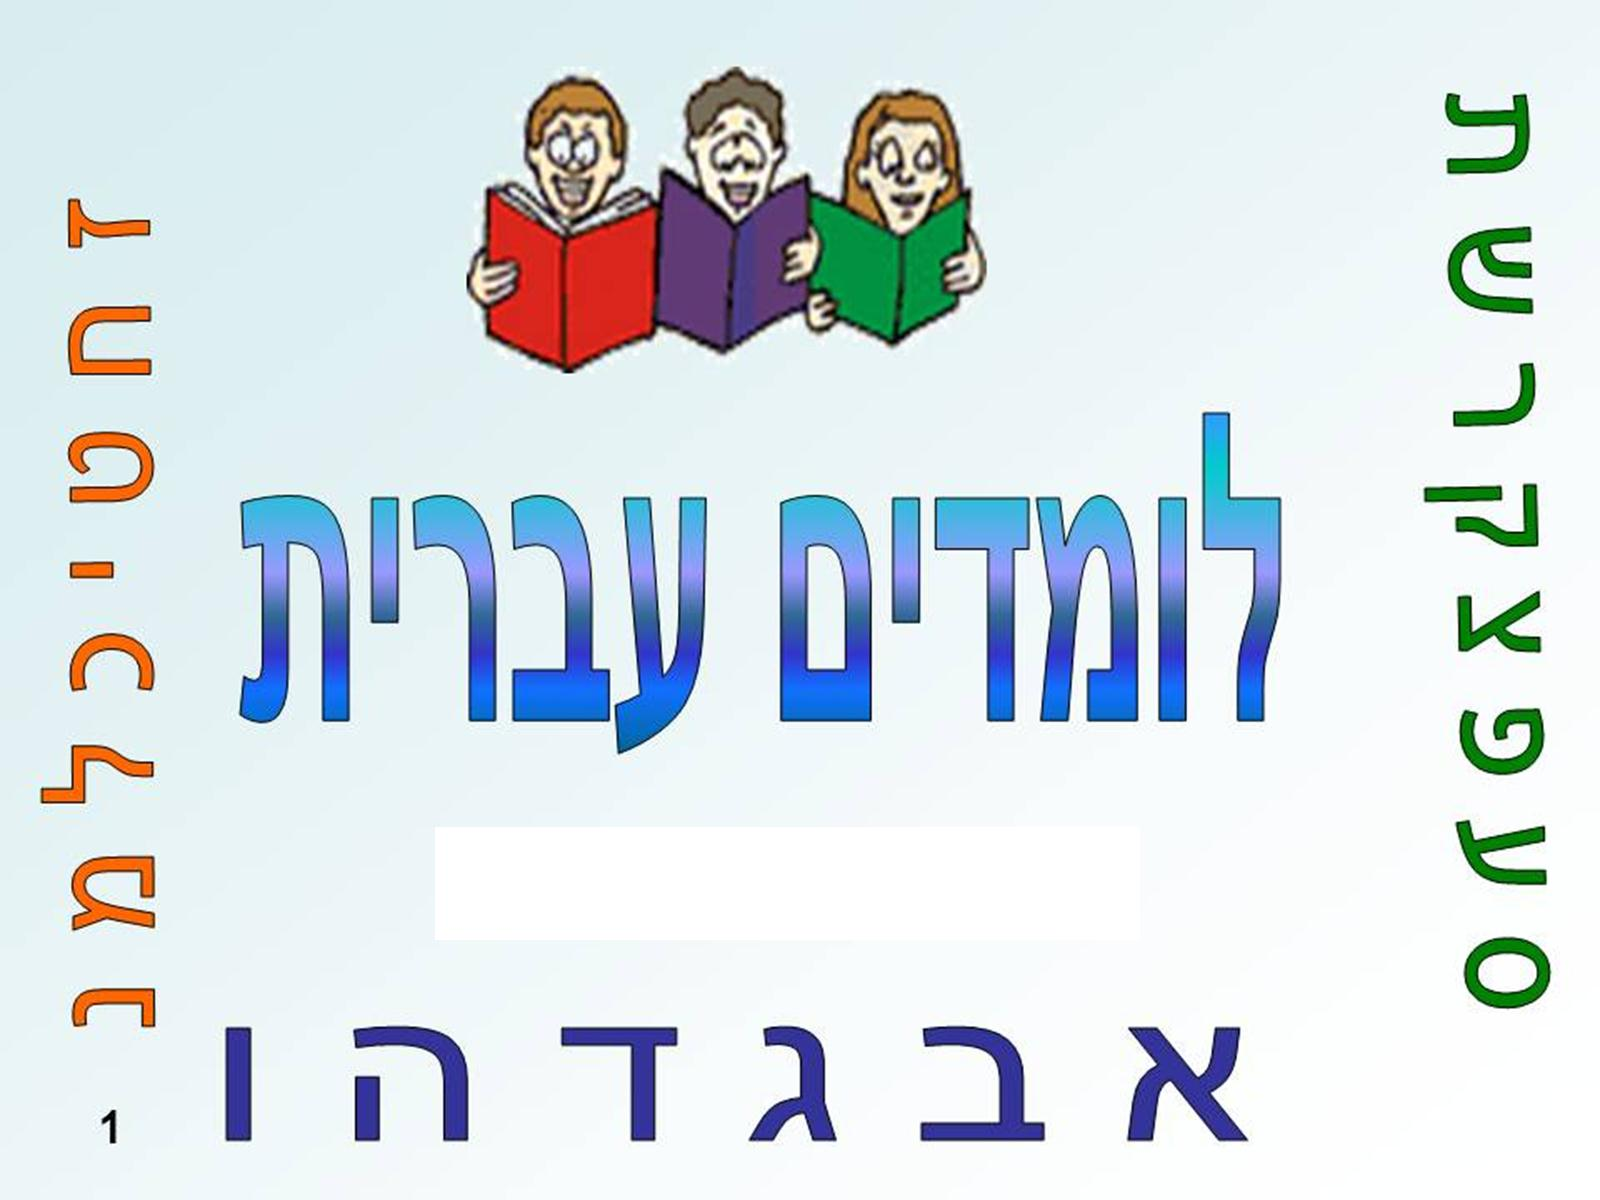 לומדים עברית
א ב ג ד ה ו
ז ח ט י כ ל מ נ
ס ע פ צ ק ר ש ת
1